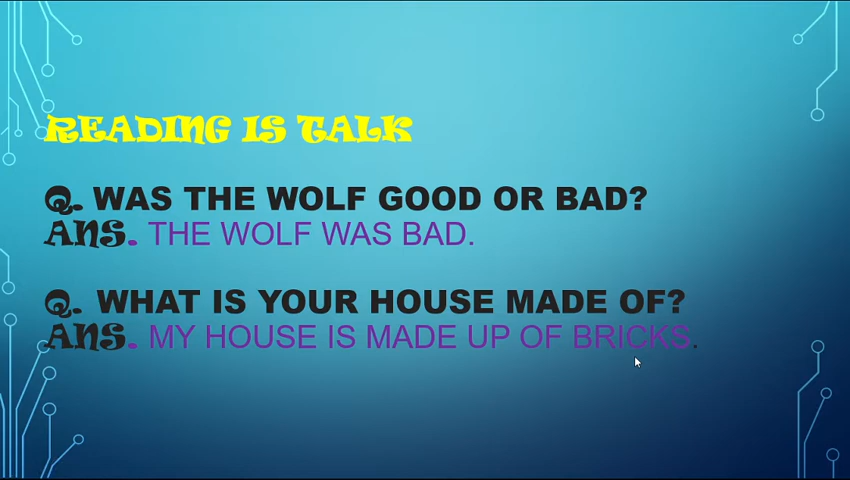 READING IS TALK
Q. WAS THE WOLF GOOD OR BAD?
ANS. THE WOLF WAS BAD.
Q. WHAT IS YOUR HOUSE MADE OF?
ANS. MY HOUSE IS MADE UP OF BRICKS.